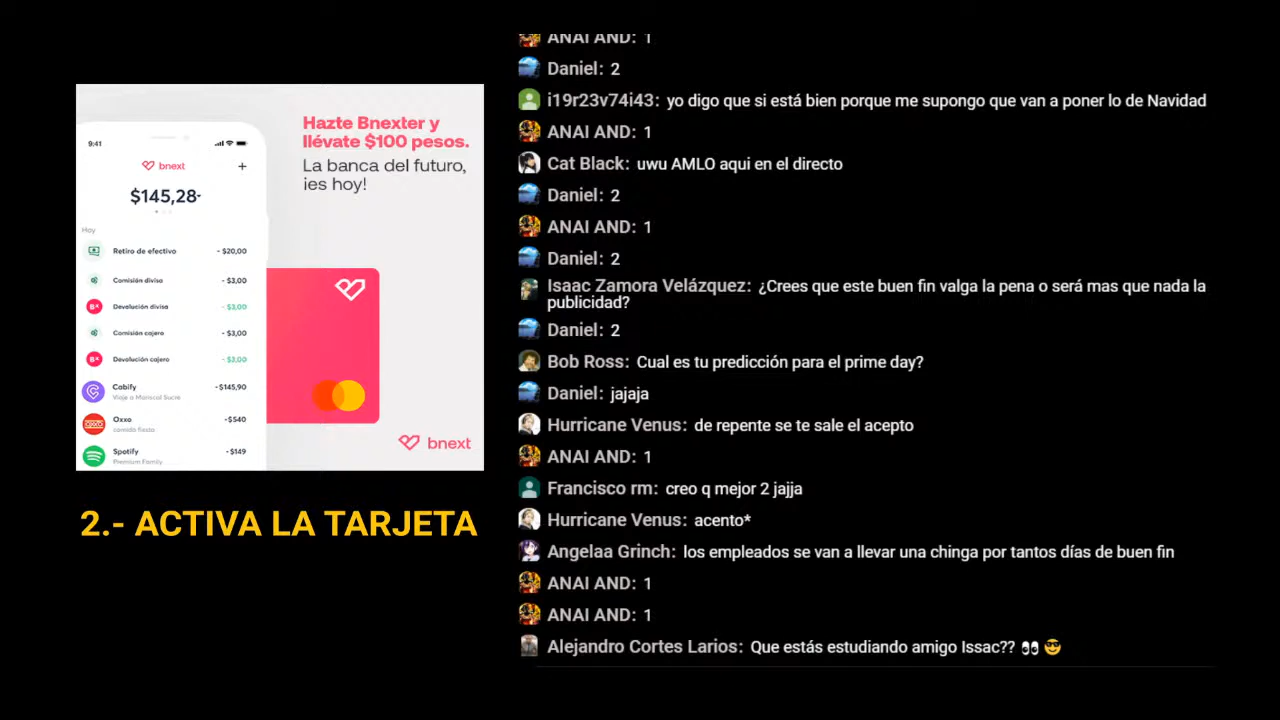 Hazte Bnexter y
llévate $100 pesos.
La banca del futuro,
¡es hoy!
9:41
bnext
+
$145,28
Hoy
Retiro de efectivo - $20,00
Comisión divisa - $3,00
Devolución divisa - $3,00
Comisión cajero - $3,00
Devolución cajero - $3,00
Cabify -$145,90
Viaje a Mariscal Sucre
Oxxo -$540
comida fiesta
Spotify -$149
Premium Family
bnext
2.- ACTIVA LA TARJETA
ANAI AND: 1
Daniel: 2
i19r23v74i43: yo digo que si está bien porque me supongo que van a poner lo de Navidad
ANAI AND: 1
Cat Black: uwu AMLO aqui en el directo
Daniel: 2
ANAI AND: 1
Daniel: 2
Isaac Zamora Velázquez: ¿Crees que este buen fin valga la pena o será mas que nada la
publicidad?
Daniel: 2
Bob Ross: Cual es tu predicción para el prime day?
Daniel: jajaja
Hurricane Venus: de repente se te sale el acepto
ANAI AND: 1
Francisco rm: creo q mejor 2 jajja
Hurricane Venus: acento*
Angelaa Grinch: los empleados se van a llevar una chinga por tantos días de buen fin
ANAI AND: 1
ANAI AND: 1
Alejandro Cortes Larios: Que estás estudiando amigo Issac?? 👀 😎